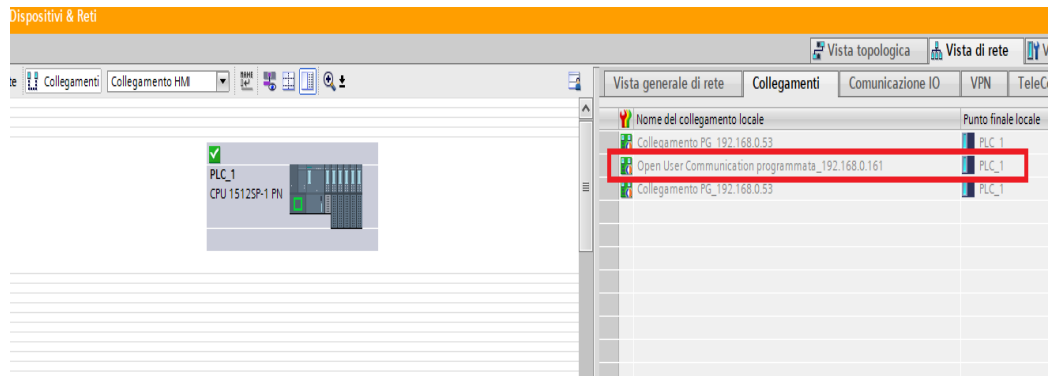 Dispositivi & Reti
Vista topologica Vista di rete
Collegamenti Collegamento HMI
Vista generale di rete Collegamenti Comunicazione IO VPN
Nome del collegamento locale Punto finale locale
Collegamento PG_192.168.0.53 PLC_1
Open User Communication programmata_192.168.0.161 PLC_1
Collegamento PG_192.168.0.53 PLC_1
PLC_1
CPU 1512SP-1 PN